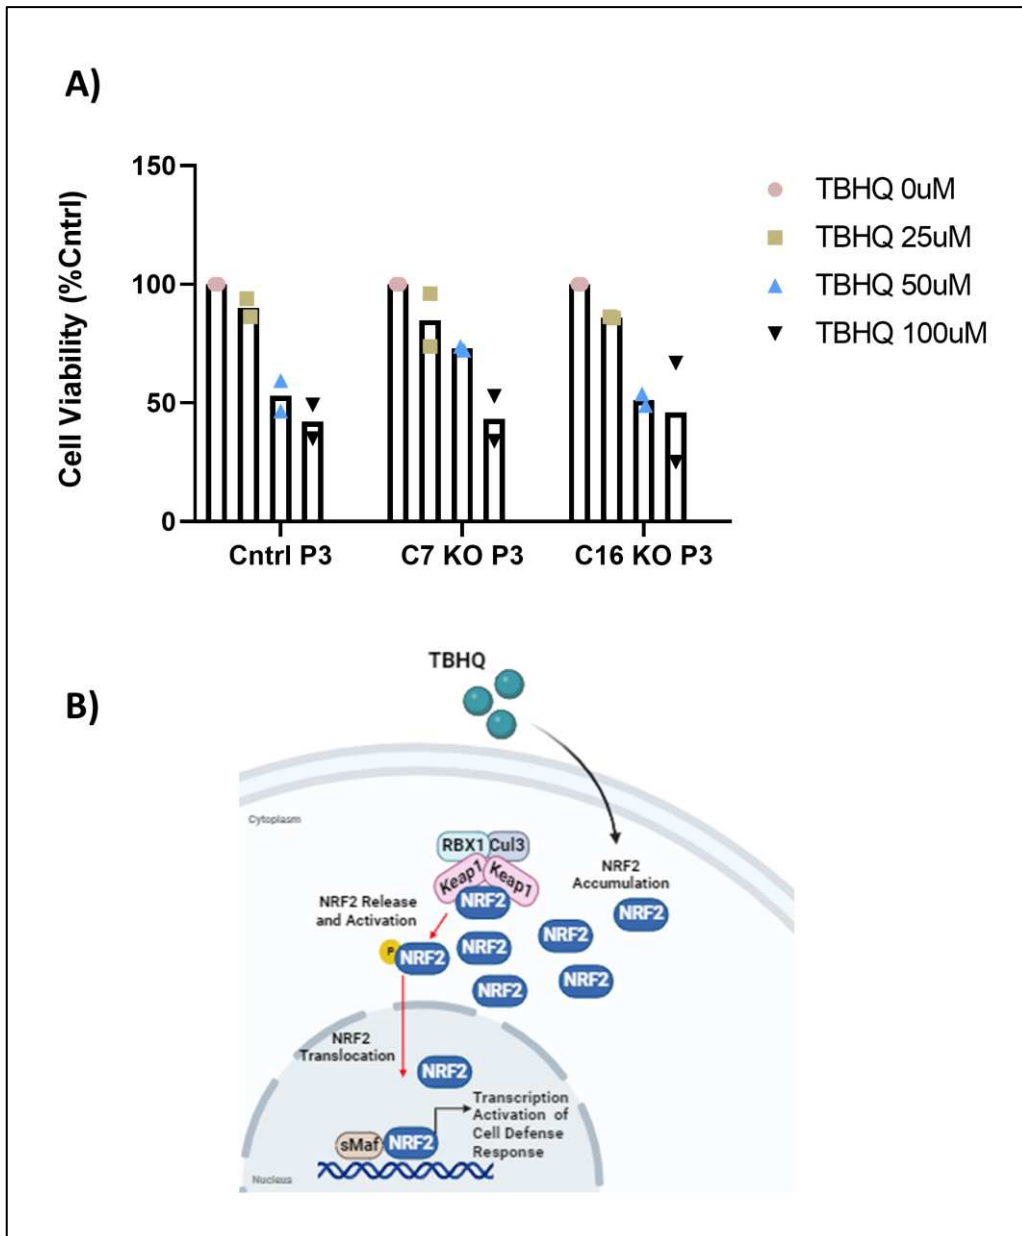 A)
Cell Viability (%Cntrl)
150
100
50
0
Cntrl P3
C7 KO P3
C16 KO P3
TBHQ 0uM
TBHQ 25uM
TBHQ 50uM
TBHQ 100uM
B)
TBHQ
Cytoplasm
RBX1
Cul3
Keap1
Keap1
NRF2
NRF2 Release
and Activation
P
NRF2
NRF2
NRF2
NRF2
NRF2
NRF2
Accumulation
NRF2
NRF2
Translocation
NRF2
Transcription
Activation of
Cell Defense
Response
sMaf
NRF2
Nucleus